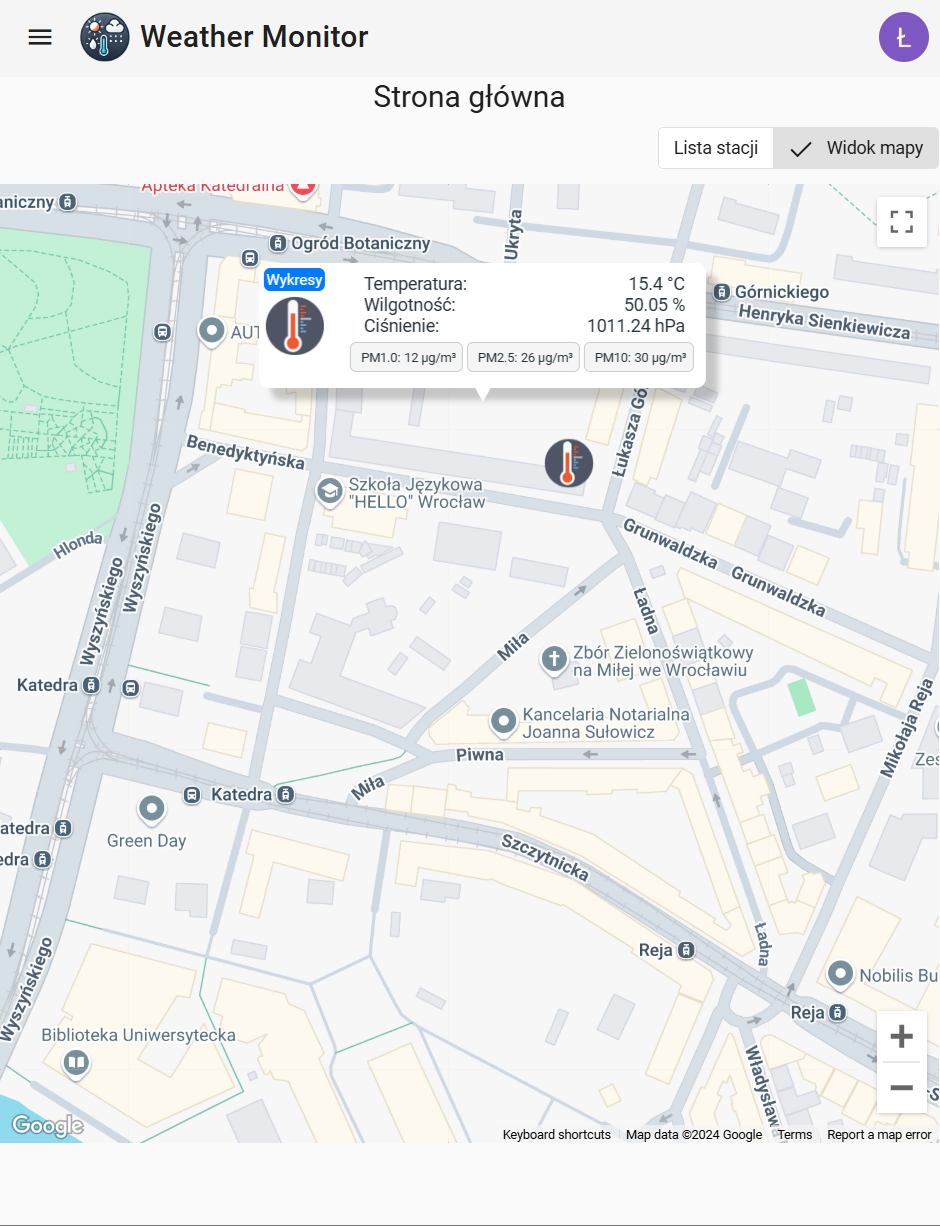 Weather Monitor
Ł
Strona główna
Lista stacji
Widok mapy
Apteka Katedralna
aniczny
Ogród Botaniczny
Ukryta
Wykresy
Temperatura: 15.4 °C
Wilgotność: 50.05 %
Ciśnienie: 1011.24 hPa
PM1.0: 12 µg/m³
PM2.5: 26 µg/m³
PM10: 30 µg/m³
AUT
Górnickiego
Henryka Sienkiewicza
Łukasza Gó
Benedyktyńska
Szkoła Językowa
"HELLO" Wrocław
Hlonda
Wyszyńskiego
Wyszyńskiego
Grunwaldzka
Grunwaldzka
Ładna
Miła
Zbór Zielonoświątkowy
na Miłej we Wrocławiu
Katedra
Kancelaria Notarialna
Joanna Sułowicz
Mikołaja Reja
Piwna
Zes
Miła
Katedra
Green Day
atedra
edra
Szczytnicka
Ładna
Reja
Wyszyńskiego
Nobilis Bu
Reja
Biblioteka Uniwersytecka
Władysław
Google
Keyboard shortcuts
Map data ©2024 Google
Terms
Report a map error